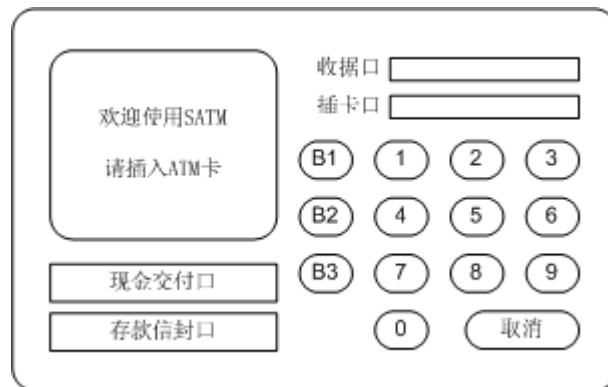 欢迎使用SATM
请插入ATM卡
收据口
插卡口
B1 1 2 3
B2 4 5 6
现金交付口
B3 7 8 9
存款信封口
0 取消